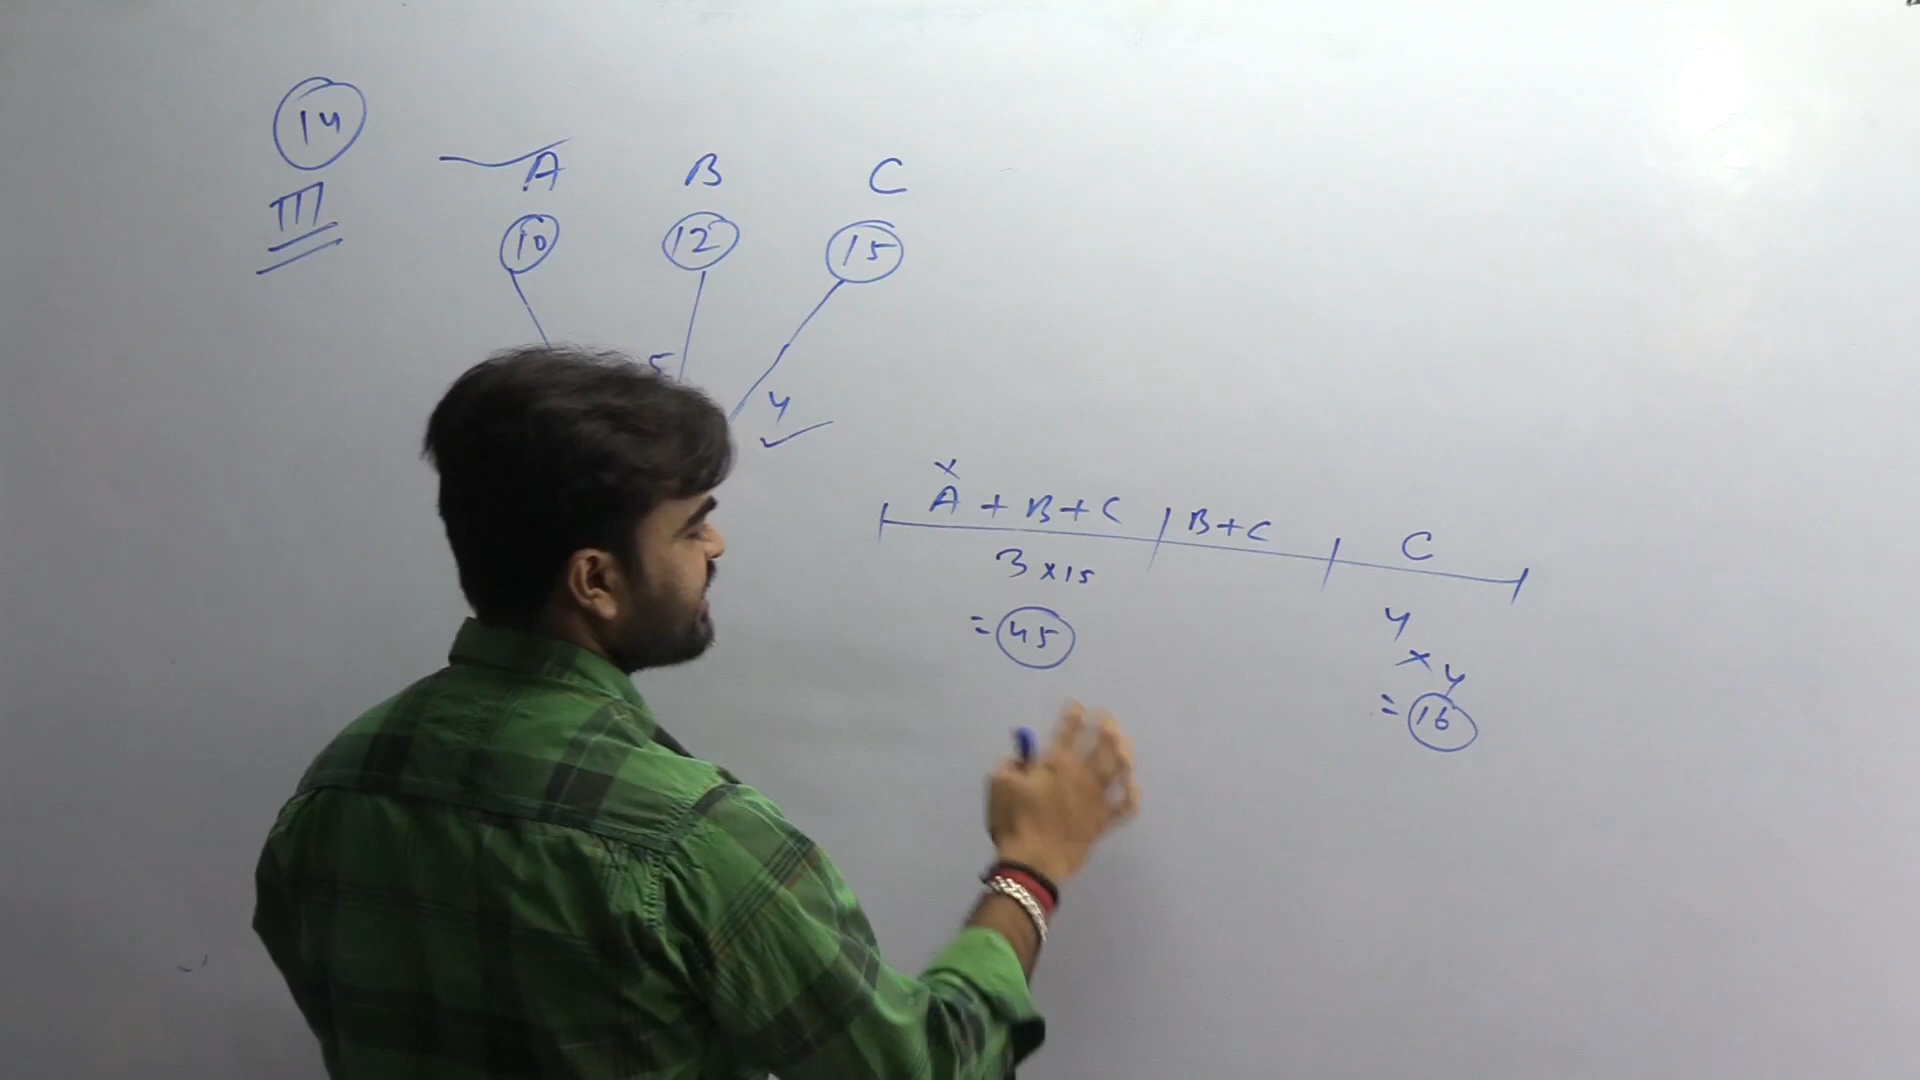 14
III
A B C
10 12 15
5
4
x
A + B + C B + C C
3 x 15
= 45
4
x 4
= 16